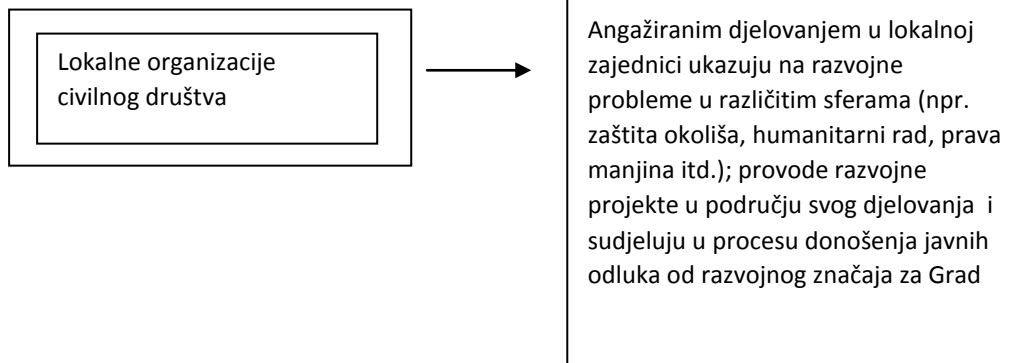 Lokalne organizacije
civilnog društva
Angažiranim djelovanjem u lokalnoj
zajednici ukazuju na razvojne
probleme u različitim sferama (npr.
zaštita okoliša, humanitarni rad, prava
manjina itd.); provode razvojne
projekte u području svog djelovanja i
sudjeluju u procesu donošenja javnih
odluka od razvojnog značaja za Grad